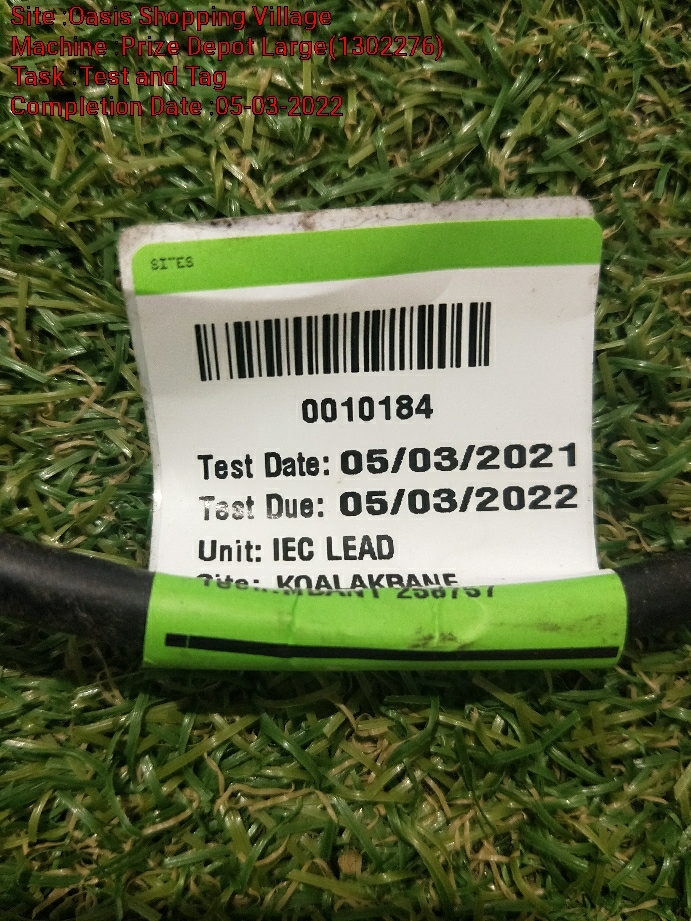 Site :Oasis Shopping Village
Machine :Prize Depot Large(1302276)
Task :Test and Tag
Completion Date :05-03-2022
SITES
0010184
Test Date: 05/03/2021
Test Due: 05/03/2022
Unit: IEC LEAD
Site: KOALAKRANE